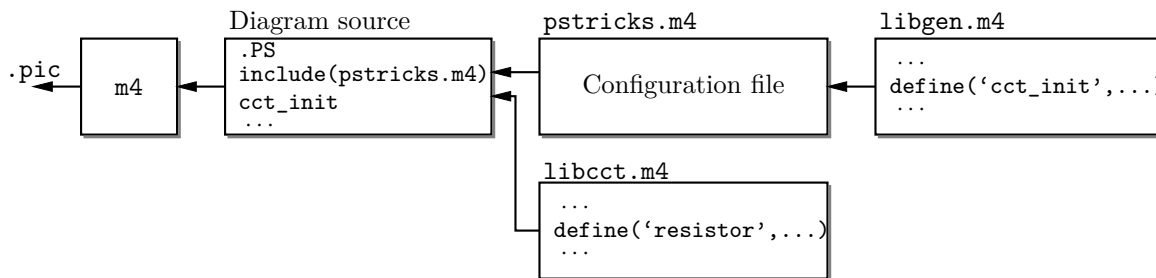 .pic
m4
Diagram source
.PS
include(pstricks.m4)
cct_init
...
pstricks.m4
Configuration file
libgen.m4
...
define(‘cct_init’,...)
...
libcct.m4
...
define(‘resistor’,...)
...